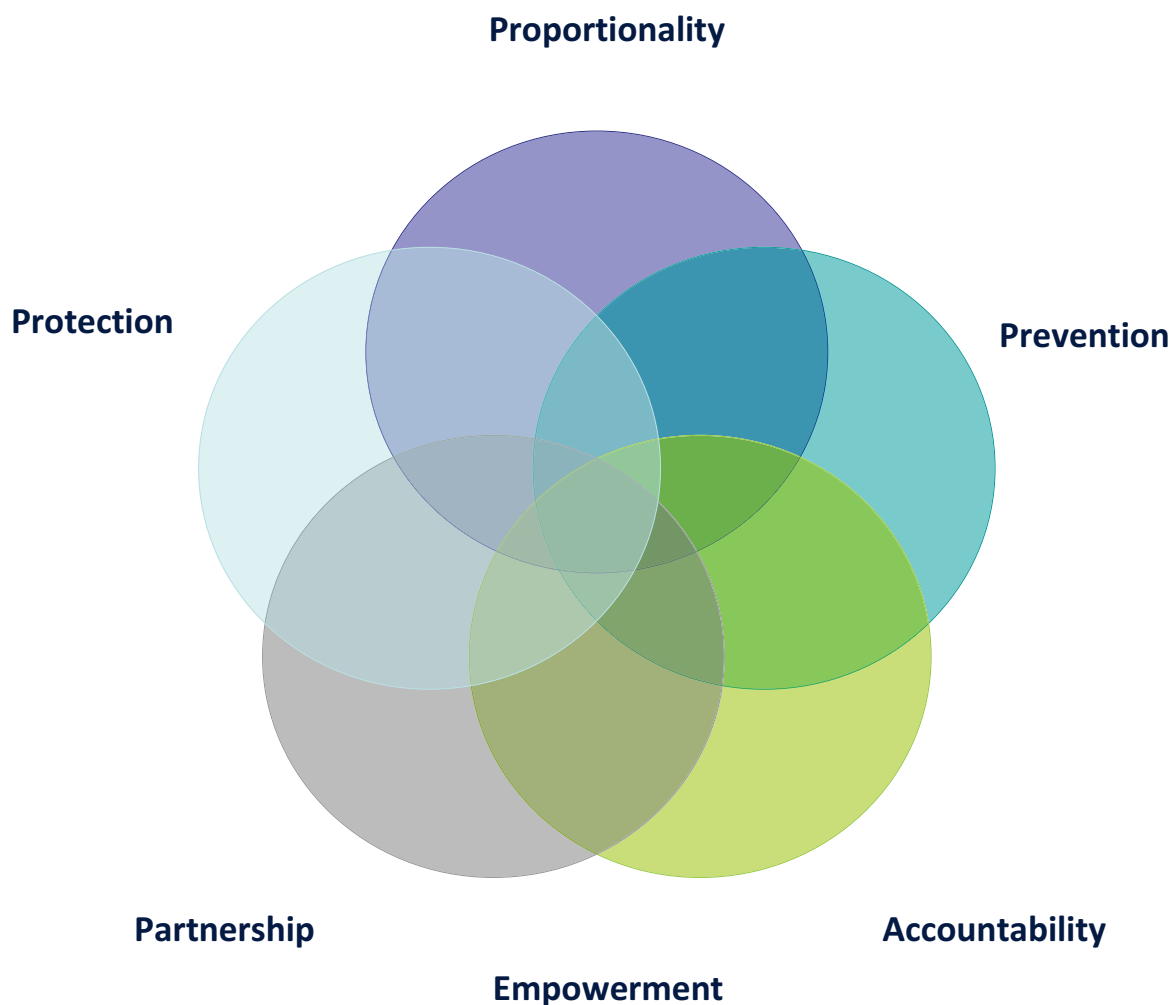 Proportionality
Protection
Prevention
Partnership
Accountability
Empowerment